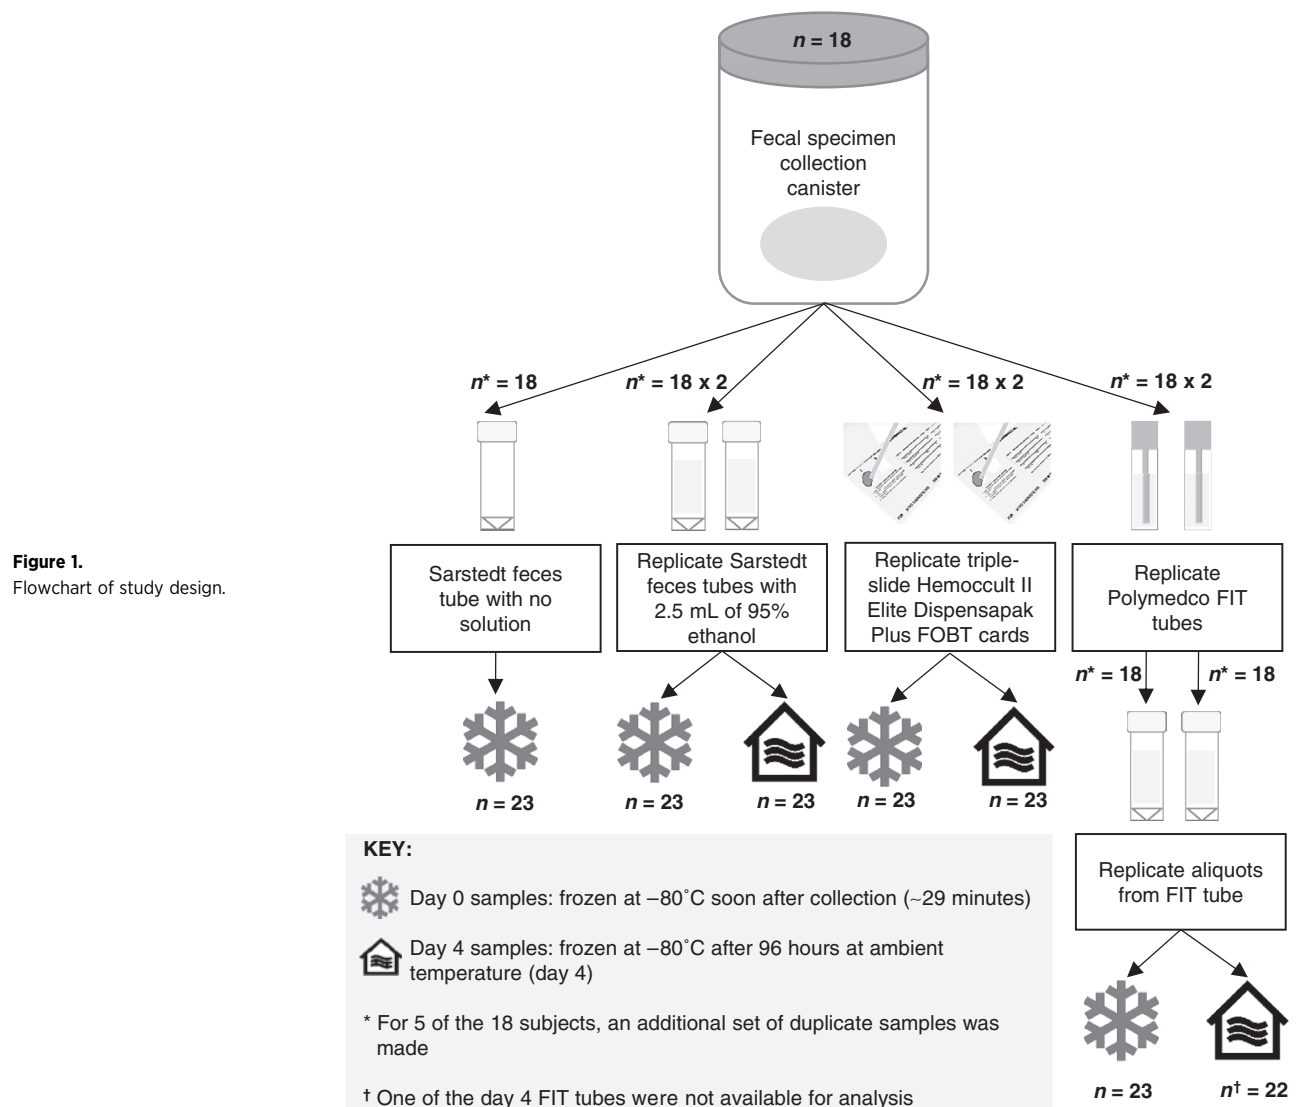 n = 18
Fecal specimen
collection
canister
n* = 18
n* = 18 x 2
n* = 18 x 2
n* = 18 x 2
Figure 1.
Flowchart of study design.
Sarstedt feces
tube with no
solution
Replicate Sarstedt
feces tubes with
2.5 mL of 95%
ethanol
Replicate triple-
slide Hemoccult II
Elite Dispensapak
Plus FOBT cards
Replicate
Polymedco FIT
tubes
n* = 18
n* = 18
n = 23
n = 23
n = 23
n = 23
n = 23
Replicate aliquots
from FIT tube
n = 23
n† = 22
KEY:
Day 0 samples: frozen at –80˚C soon after collection (~29 minutes)
Day 4 samples: frozen at –80˚C after 96 hours at ambient
temperature (day 4)
* For 5 of the 18 subjects, an additional set of duplicate samples was
made
† One of the day 4 FIT tubes were not available for analysis